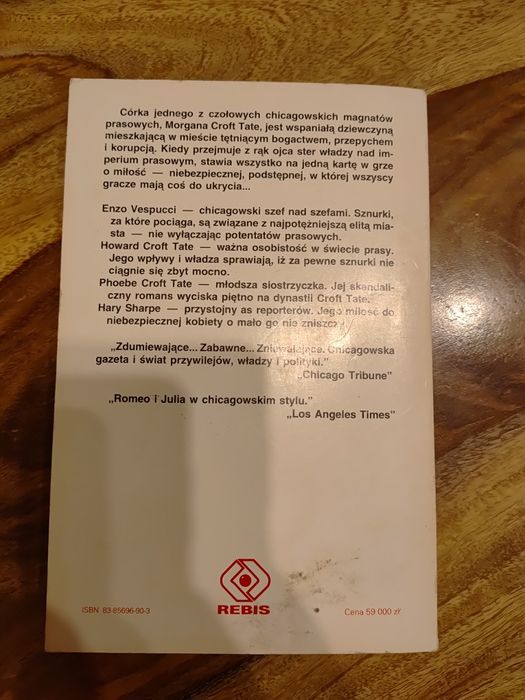 Córka jednego z czołowych chicagowskich magnatów
prasowych, Morgana Croft Tate, jest wspaniałą dziewczyną
mieszkającą w mieście tętniącym bogactwem, przepychem
i korupcją. Kiedy przejmuje z rąk ojca ster władzy nad im-
perium prasowym, stawia wszystko na jedną kartę w grze
o miłość — niebezpiecznej, podstępnej, w której wszyscy
gracze mają coś do ukrycia...
Enzo Vespucci — chicagowski szef nad szefami. Sznurki,
za które pociąga, są związane z najpotężniejszą elitą mia-
sta — nie wyłączając potentatów prasowych.
Howard Croft Tate — ważna osobistość w świecie prasy.
Jego wpływy i władza sprawiają, iż za pewne sznurki nie
ciągnie się zbyt mocno.
Phoebe Croft Tate — młodsza siostrzyczka. Jej skandali-
czny romans wyciska piętno na dynastii Croft Tate.
Hary Sharpe — przystojny as reporterów. Jego miłość do
niebezpiecznej kobiety o mało go nie zniszczy.
„Zdumiewające... Zabawne... Zniewalające. Chicagowska
gazeta i świat przywilejów, władzy i polityki."
„Chicago Tribune"
„Romeo i Julia w chicagowskim stylu."
„Los Angeles Times"
REBIS
ISBN 83-85696-90-3
Cena 59 000 zł